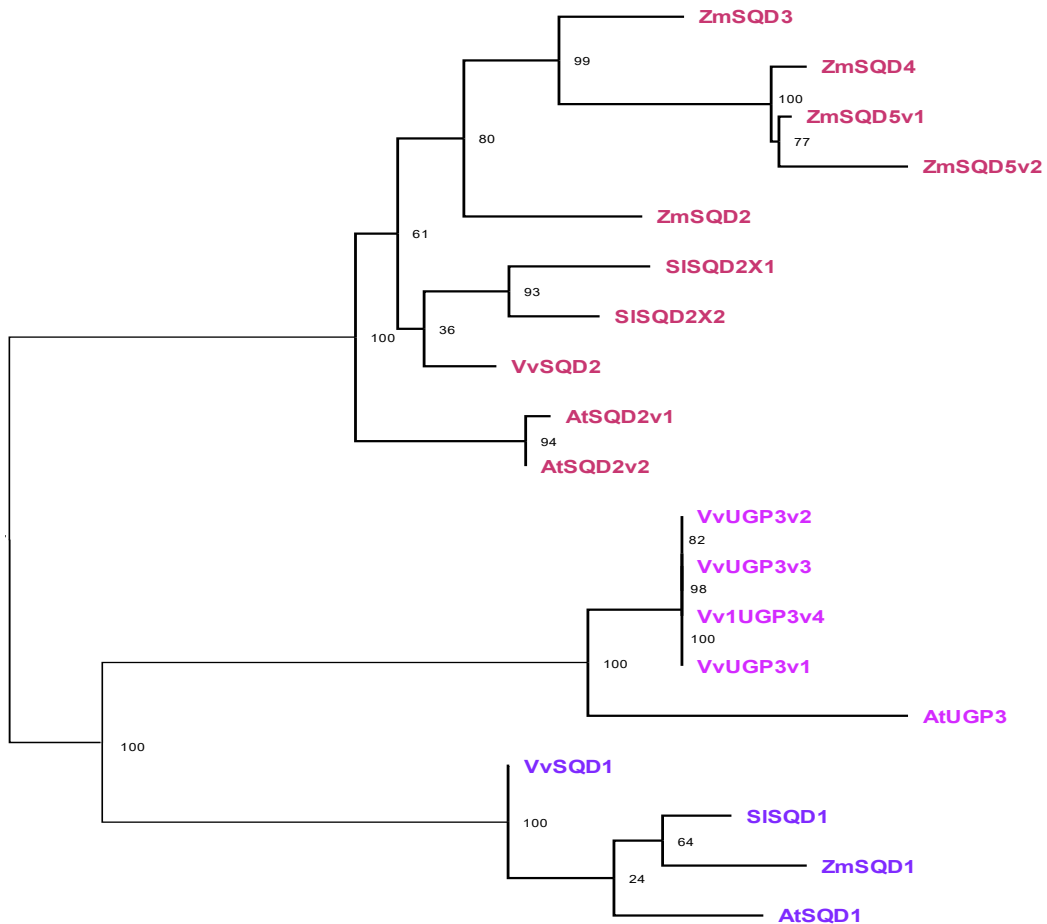 ZmSQD3
99
ZmSQD4
100
ZmSQD5v1
80
77
ZmSQD5v2
ZmSQD2
61
SlSQD2X1
93
SlSQD2X2
36
100
VvSQD2
AtSQD2v1
94
AtSQD2v2
VvUGP3v2
82
VvUGP3v3
98
Vv1UGP3v4
100
VvUGP3v1
100
AtUGP3
100
VvSQD1
SlSQD1
100
64
ZmSQD1
24
AtSQD1